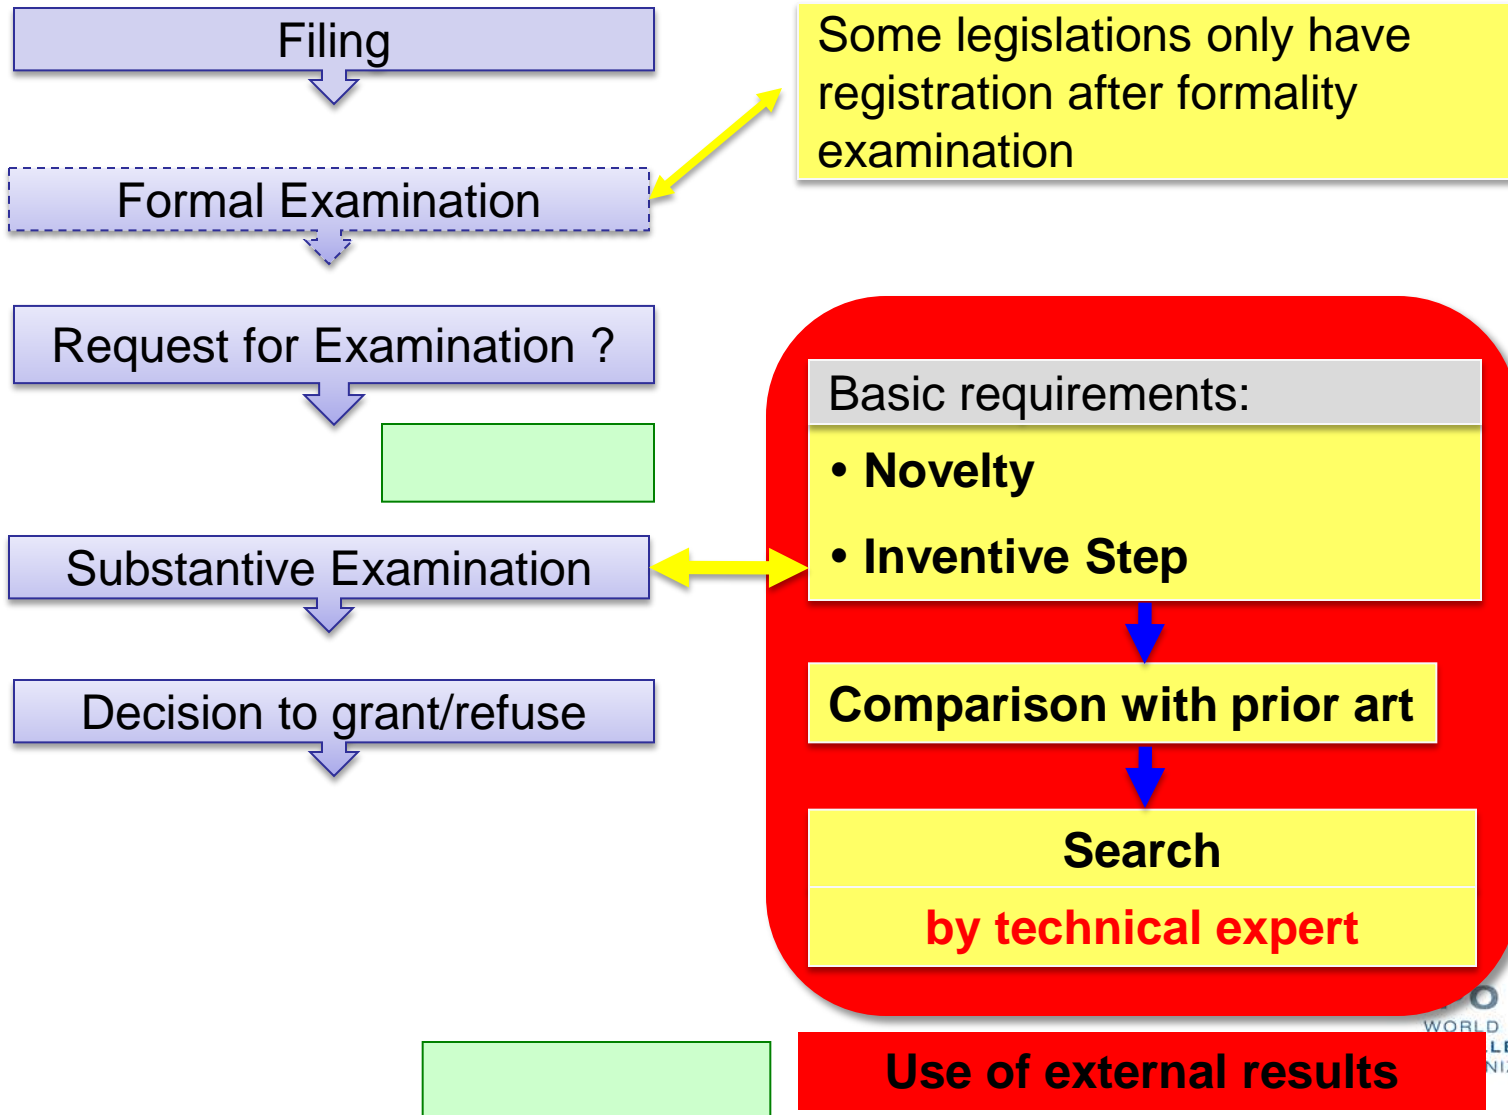 Filing
Some legislations only have
registration after formality
examination
Formal Examination
Request for Examination ?
Basic requirements:
• Novelty
• Inventive Step
Substantive Examination
Decision to grant/refuse
Comparison with prior art
Search
by technical expert
WORLD
Use of external results